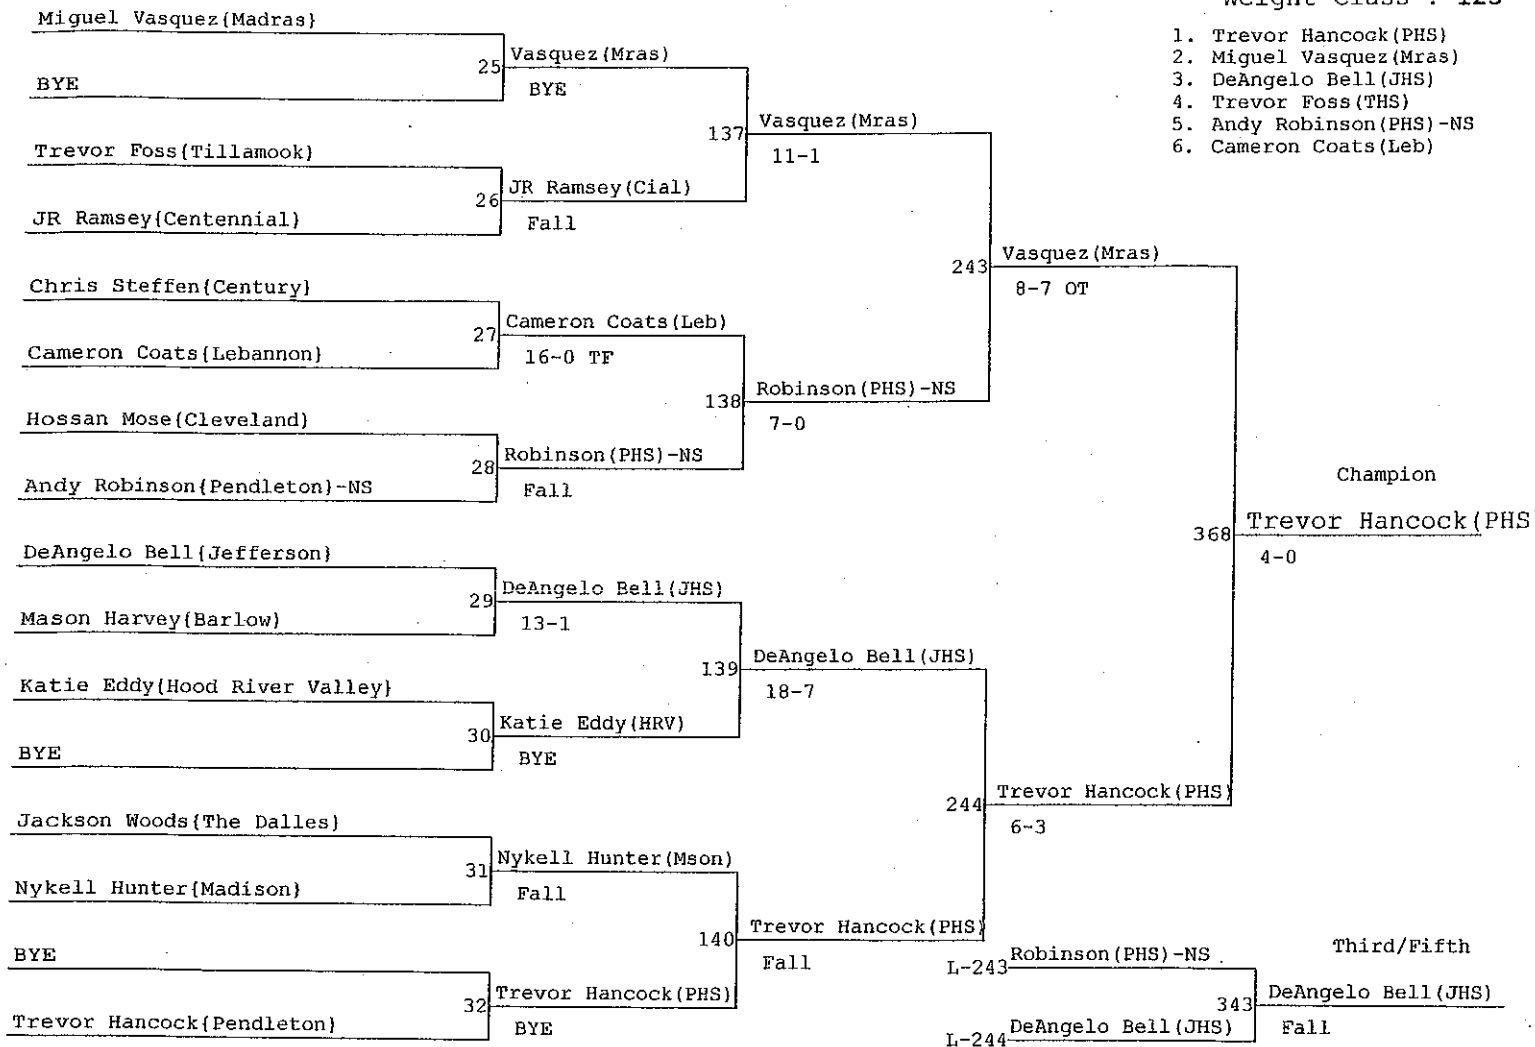 Weight Class : 125
1. Trevor Hancock(PHS)
2. Miguel Vasquez(Mras)
3. DeAngelo Bell(JHS)
4. Trevor Foss(THS)
5. Andy Robinson(PHS)-NS
6. Cameron Coats(Leb)
Miguel Vasquez{Madras}
25
Vasquez(Mras)
BYE
BYE
137
Vasquez(Mras)
11-1
Trevor Foss{Tillamook}
26
JR Ramsey(Cial)
Fall
JR Ramsey{Centennial}
243
Vasquez(Mras)
8-7 OT
Chris Steffen{Century}
27
Cameron Coats(Leb)
16-0 TF
Cameron Coats{Lebannon}
138
Robinson(PHS)-NS
7-0
Hossan Mose{Cleveland}
28
Robinson(PHS)-NS
Fall
Andy Robinson{Pendleton}-NS
Champion
368
Trevor Hancock(PHS
4-0
DeAngelo Bell{Jefferson}
29
DeAngelo Bell(JHS)
13-1
Mason Harvey{Barlow}
139
DeAngelo Bell(JHS)
18-7
Katie Eddy{Hood River Valley}
30
Katie Eddy(HRV)
BYE
BYE
244
Trevor Hancock(PHS)
6-3
Jackson Woods{The Dalles}
31
Nykell Hunter(Mson)
Fall
Nykell Hunter{Madison}
140
Trevor Hancock(PHS)
Fall
BYE
32
Trevor Hancock(PHS)
BYE
Trevor Hancock{Pendleton}
Third/Fifth
L-243
Robinson(PHS)-NS
343
DeAngelo Bell(JHS)
Fall
L-244
DeAngelo Bell(JHS)